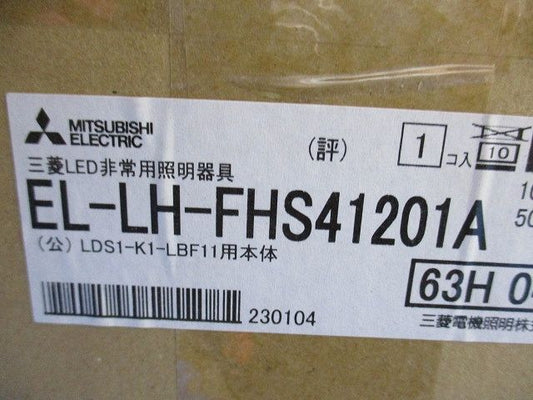 MITSUBISHI
ELECTRIC
(評) 1コ入 10
三菱LED非常用照明器具
EL-LH-FHS41201A
(公) LDS1-K1-LBF11用本体
63H
230104
三菱電機照明株